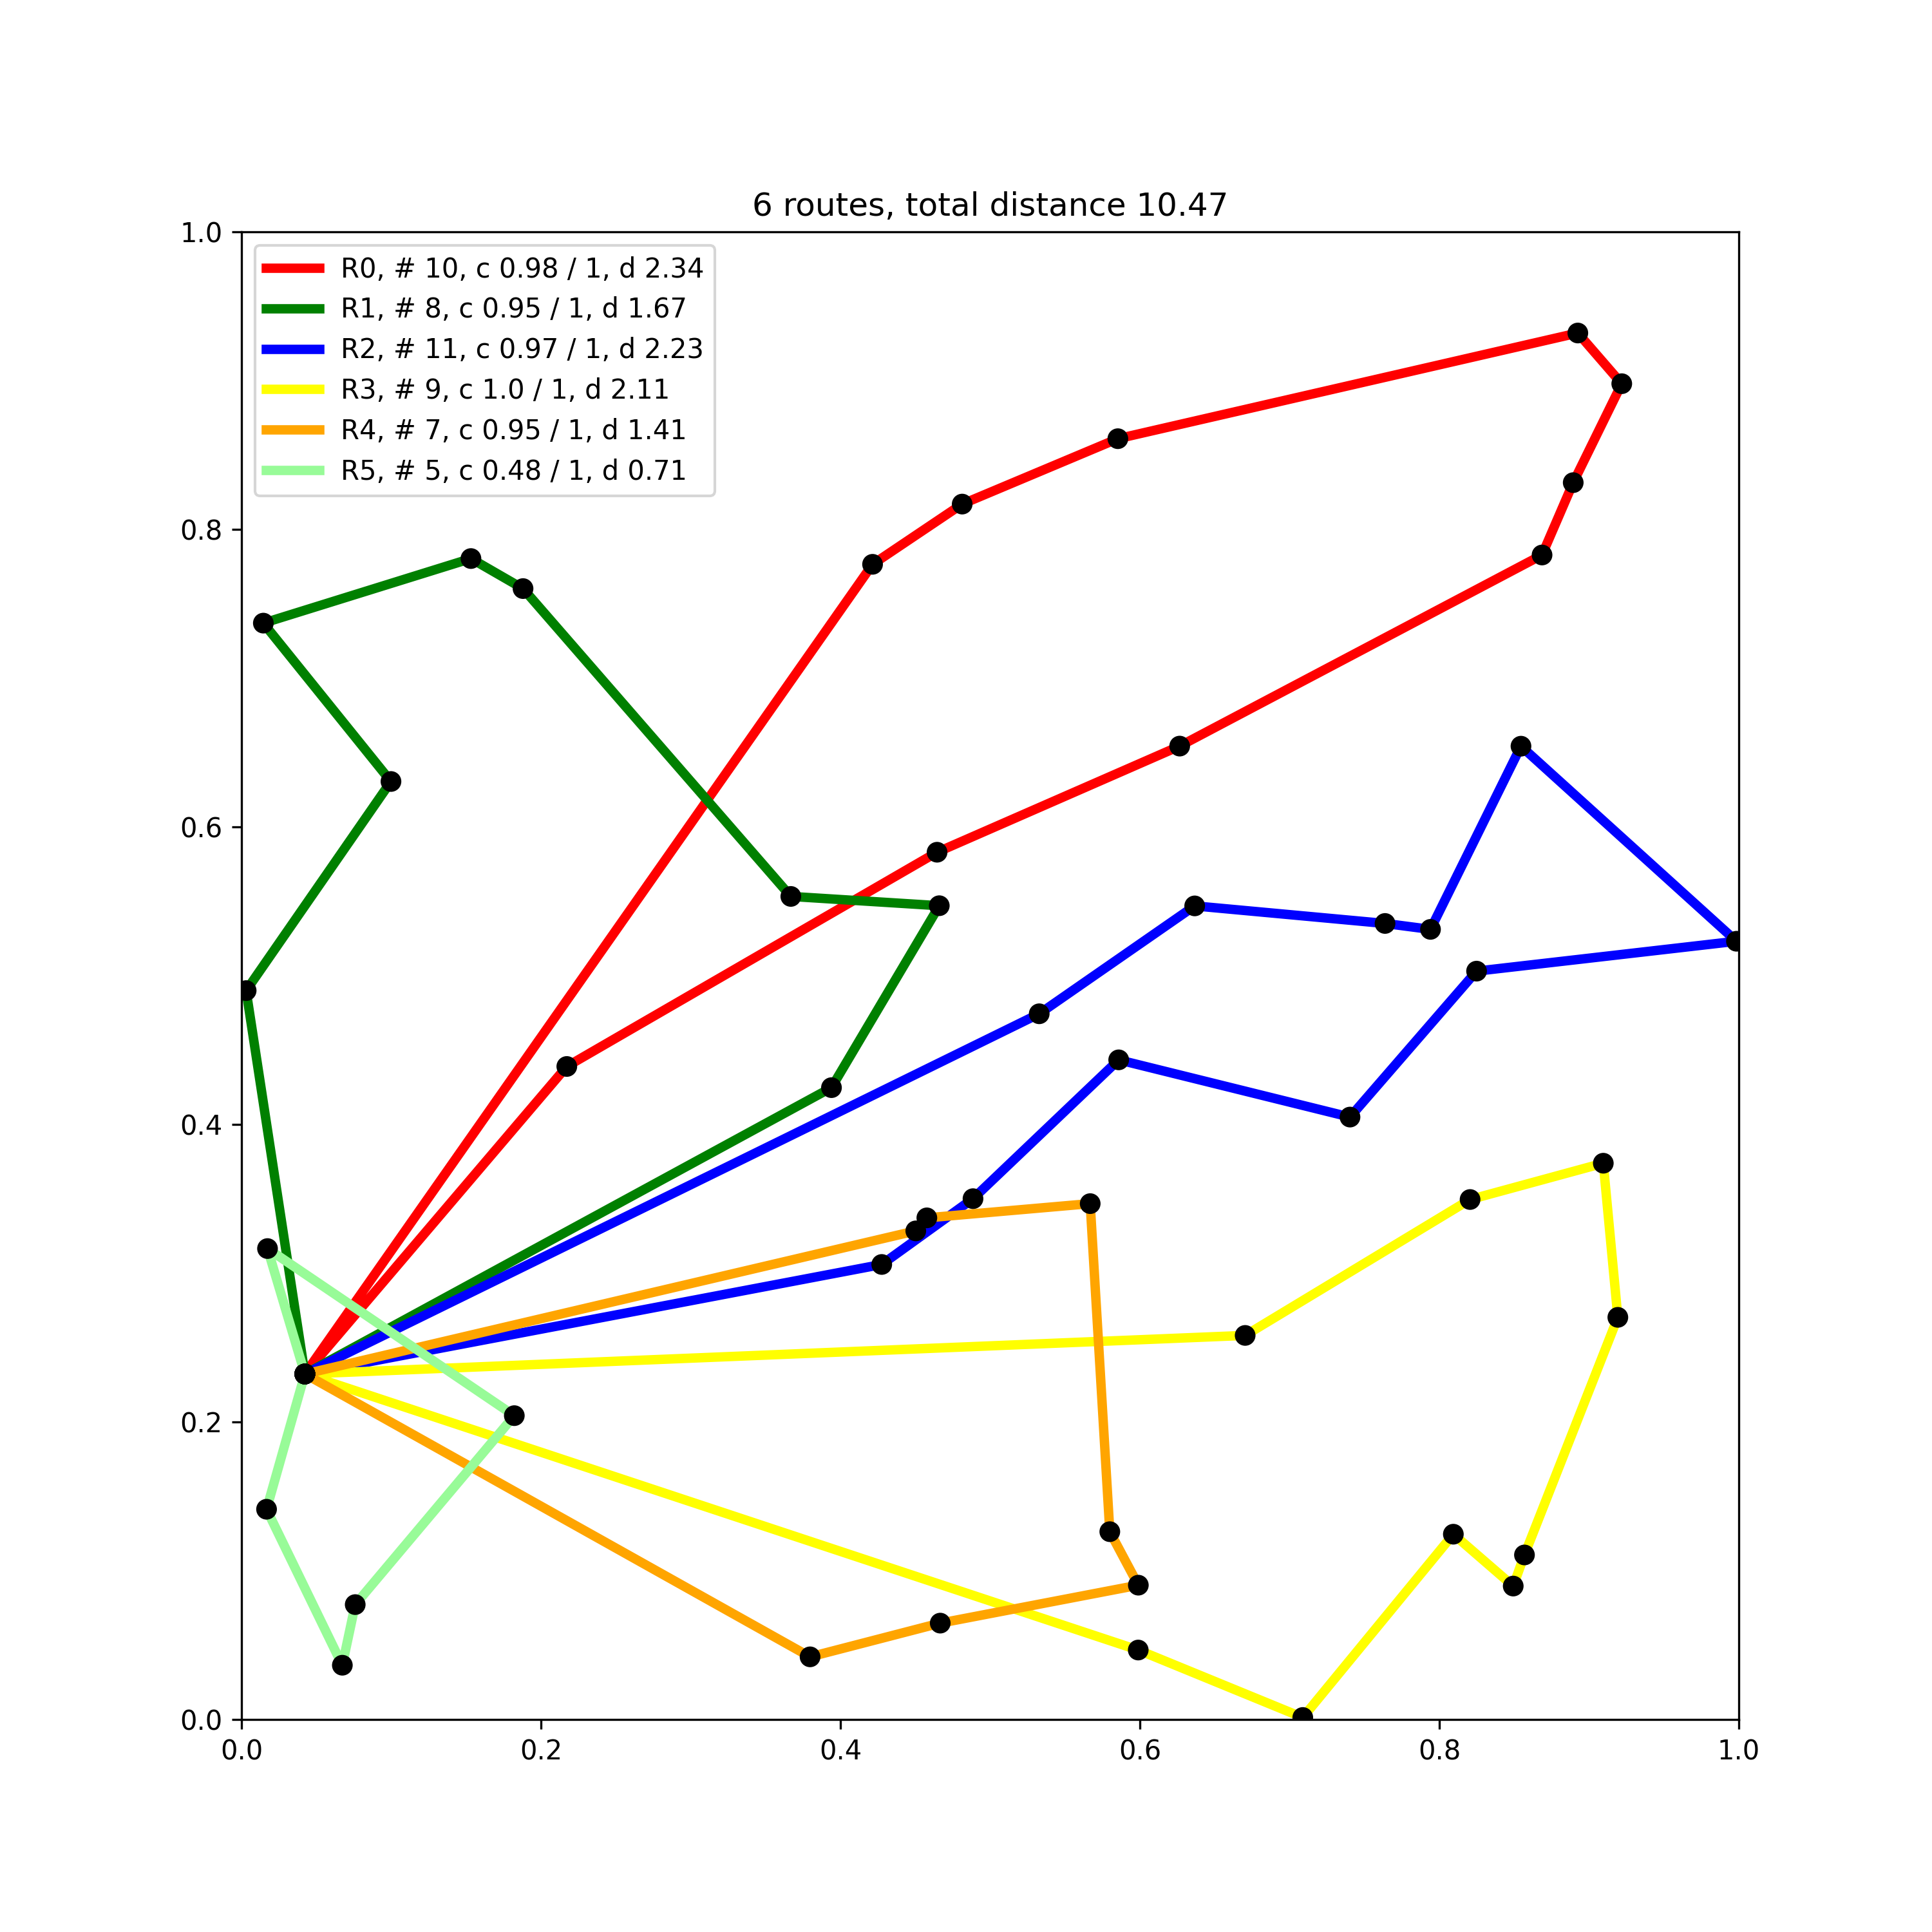 6 routes, total distance 10.47
1.0
R0, # 10, c 0.98 / 1, d 2.34
R1, # 8, c 0.95 / 1, d 1.67
R2, # 11, c 0.97 / 1, d 2.23
R3, # 9, c 1.0 / 1, d 2.11
R4, # 7, c 0.95 / 1, d 1.41
R5, # 5, c 0.48 / 1, d 0.71
0.8
0.6
0.4
0.2
0.0
0.0 0.2 0.4 0.6 0.8 1.0